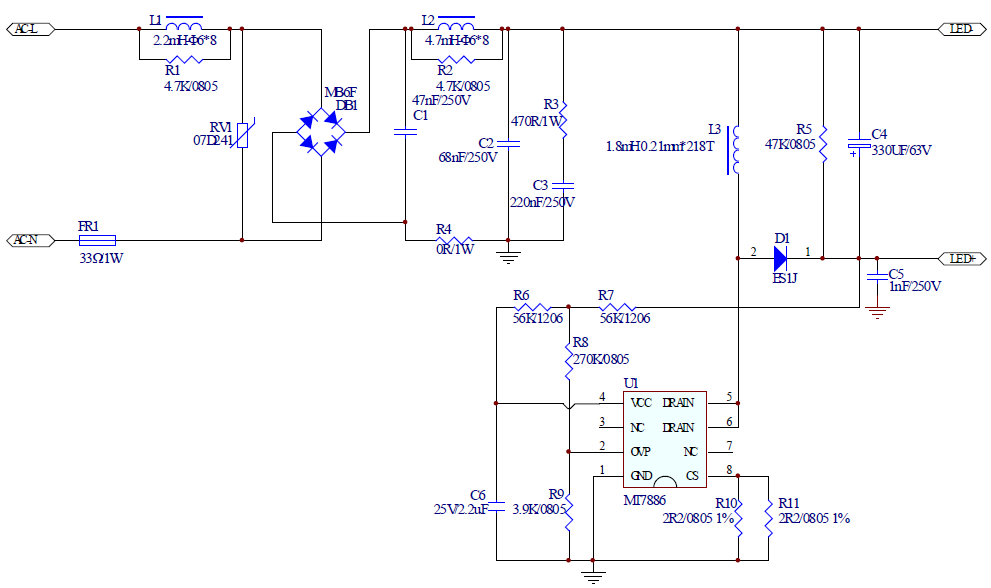 AC-L
L1
2.2mH-Φ6*8
R1
4.7K/0805
L2
4.7mH-Φ6*8
R2
4.7K/0805
LED-
MB6F
DB1
47nF/250V
C1
RV1
07D241
C2
68nF/250V
R3
470R/1W
C3
220nF/250V
L3
1.8mH0.21mm*218T
R5
47K/0805
C4
330UF/63V
+
AC-N
FR1
33Ω/1W
R4
0R/1W
2
D1
1
ES1J
LED+
C5
1nF/250V
R6
56K/1206
R7
56K/1206
R8
270K/0805
U1
4
VCC
DRAIN
5
3
NC
DRAIN
6
2
OVP
NC
7
1
GND
CS
8
MT7886
C6
25V/2.2uF
R9
3.9K/0805
R10
2R2/0805 1%
R11
2R2/0805 1%